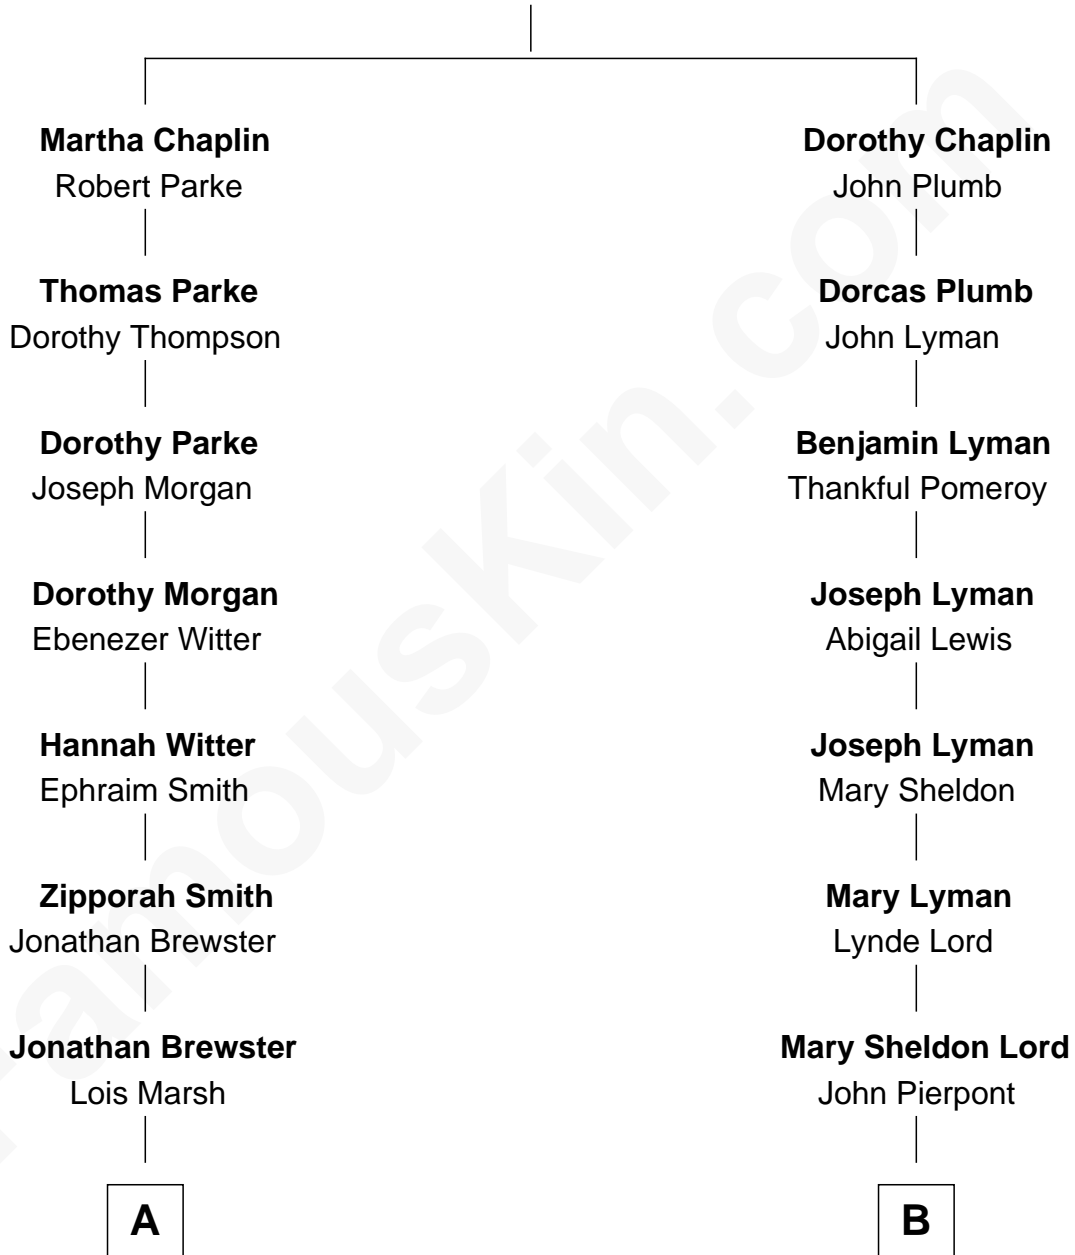 Martha Chaplin
Robert Parke
Dorothy Chaplin
John Plumb
Thomas Parke
Dorothy Thompson
Dorcas Plumb
John Lyman
Dorothy Parke
Joseph Morgan
Benjamin Lyman
Thankful Pomeroy
Dorothy Morgan
Ebenezer Witter
Joseph Lyman
Abigail Lewis
Hannah Witter
Ephraim Smith
Joseph Lyman
Mary Sheldon
Zipporah Smith
Jonathan Brewster
Mary Lyman
Lynde Lord
Jonathan Brewster
Lois Marsh
Mary Sheldon Lord
John Pierpont
A
B
FamousKin.com